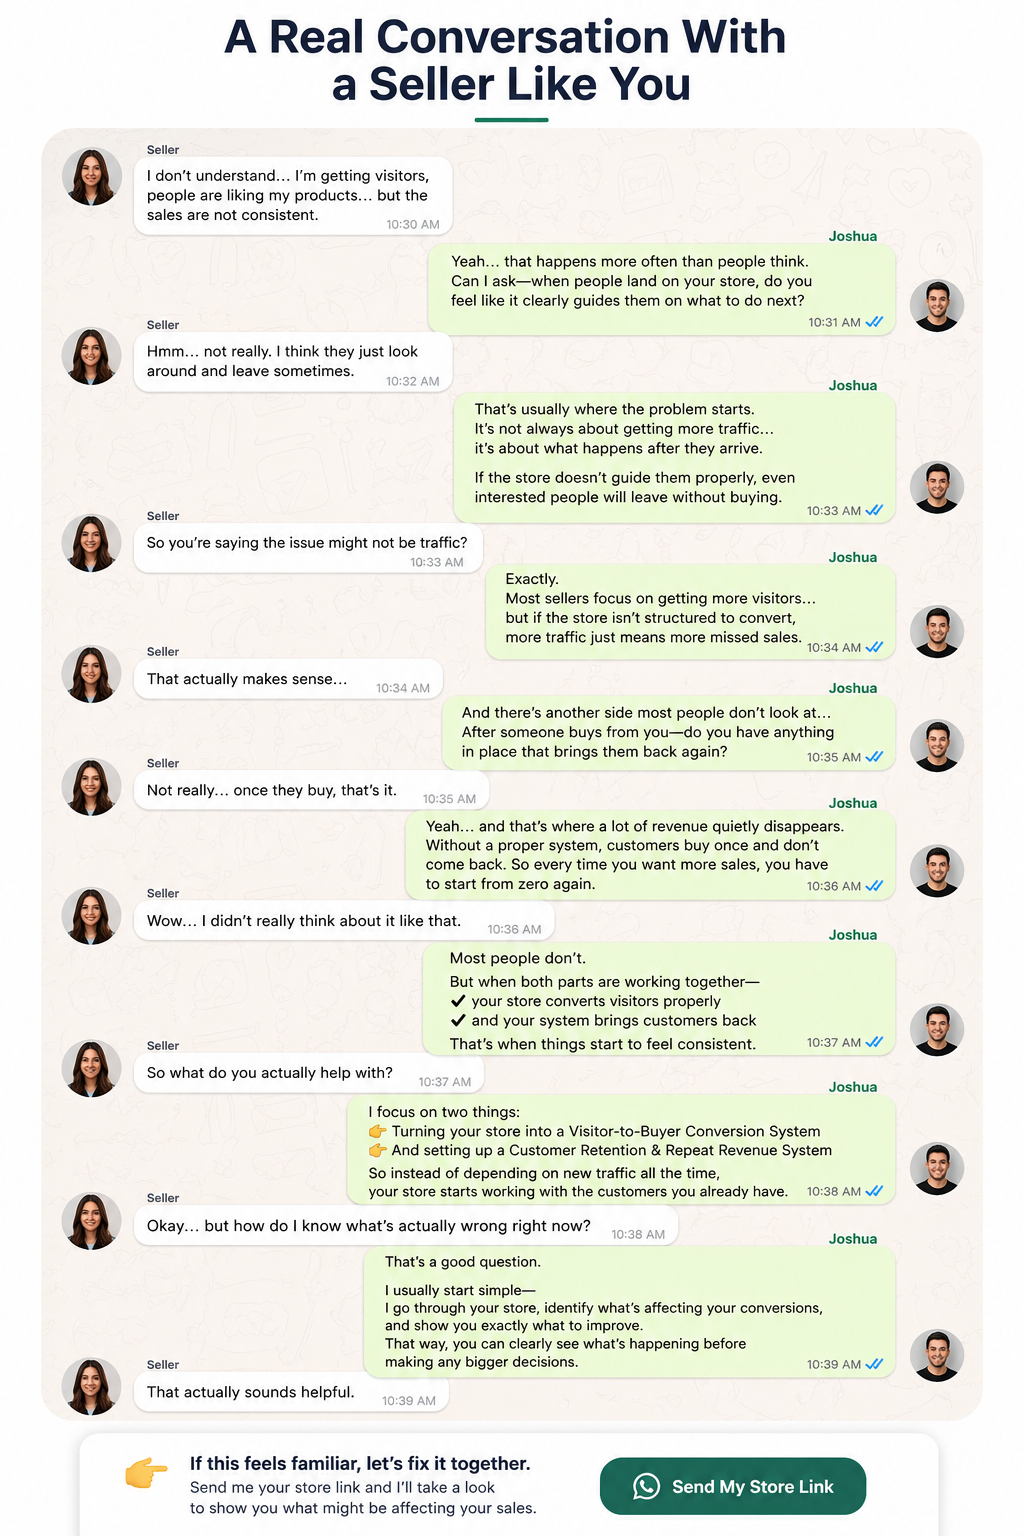 A Real Conversation With
a Seller Like You
Seller
I don’t understand… I’m getting visitors,
people are liking my products… but the
sales are not consistent.
10:30 AM
Joshua
Yeah… that happens more often than people think.
Can I ask—when people land on your store, do you
feel like it clearly guides them on what to do next?
10:31 AM
Seller
Hmm… not really. I think they just look
around and leave sometimes.
10:32 AM
Joshua
That’s usually where the problem starts.
It’s not always about getting more traffic…
it’s about what happens after they arrive.
If the store doesn’t guide them properly, even
interested people will leave without buying.
10:33 AM
Seller
So you’re saying the issue might not be traffic?
10:33 AM
Joshua
Exactly.
Most sellers focus on getting more visitors…
but if the store isn’t structured to convert,
more traffic just means more missed sales.
10:34 AM
Seller
That actually makes sense…
10:34 AM
Joshua
And there’s another side most people don’t look at…
After someone buys from you—do you have anything
in place that brings them back again?
10:35 AM
Seller
Not really… once they buy, that’s it.
10:35 AM
Joshua
Yeah… and that’s where a lot of revenue quietly disappears.
Without a proper system, customers buy once and don’t
come back. So every time you want more sales, you have
to start from zero again.
10:36 AM
Seller
Wow… I didn’t really think about it like that.
10:36 AM
Joshua
Most people don’t.
But when both parts are working together—
✔ your store converts visitors properly
✔ and your system brings customers back
That’s when things start to feel consistent.
10:37 AM
Seller
So what do you actually help with?
10:37 AM
Joshua
I focus on two things:
👉 Turning your store into a Visitor-to-Buyer Conversion System
👉 And setting up a Customer Retention & Repeat Revenue System
So instead of depending on new traffic all the time,
your store starts working with the customers you already have.
10:38 AM
Seller
Okay… but how do I know what’s actually wrong right now?
10:38 AM
Joshua
That’s a good question.
I usually start simple—
I go through your store, identify what’s affecting your conversions,
and show you exactly what to improve.
That way, you can clearly see what’s happening before
making any bigger decisions.
10:39 AM
Seller
That actually sounds helpful.
10:39 AM
👉 If this feels familiar, let’s fix it together.
Send me your store link and I’ll take a look
to show you what might be affecting your sales.
Send My Store Link